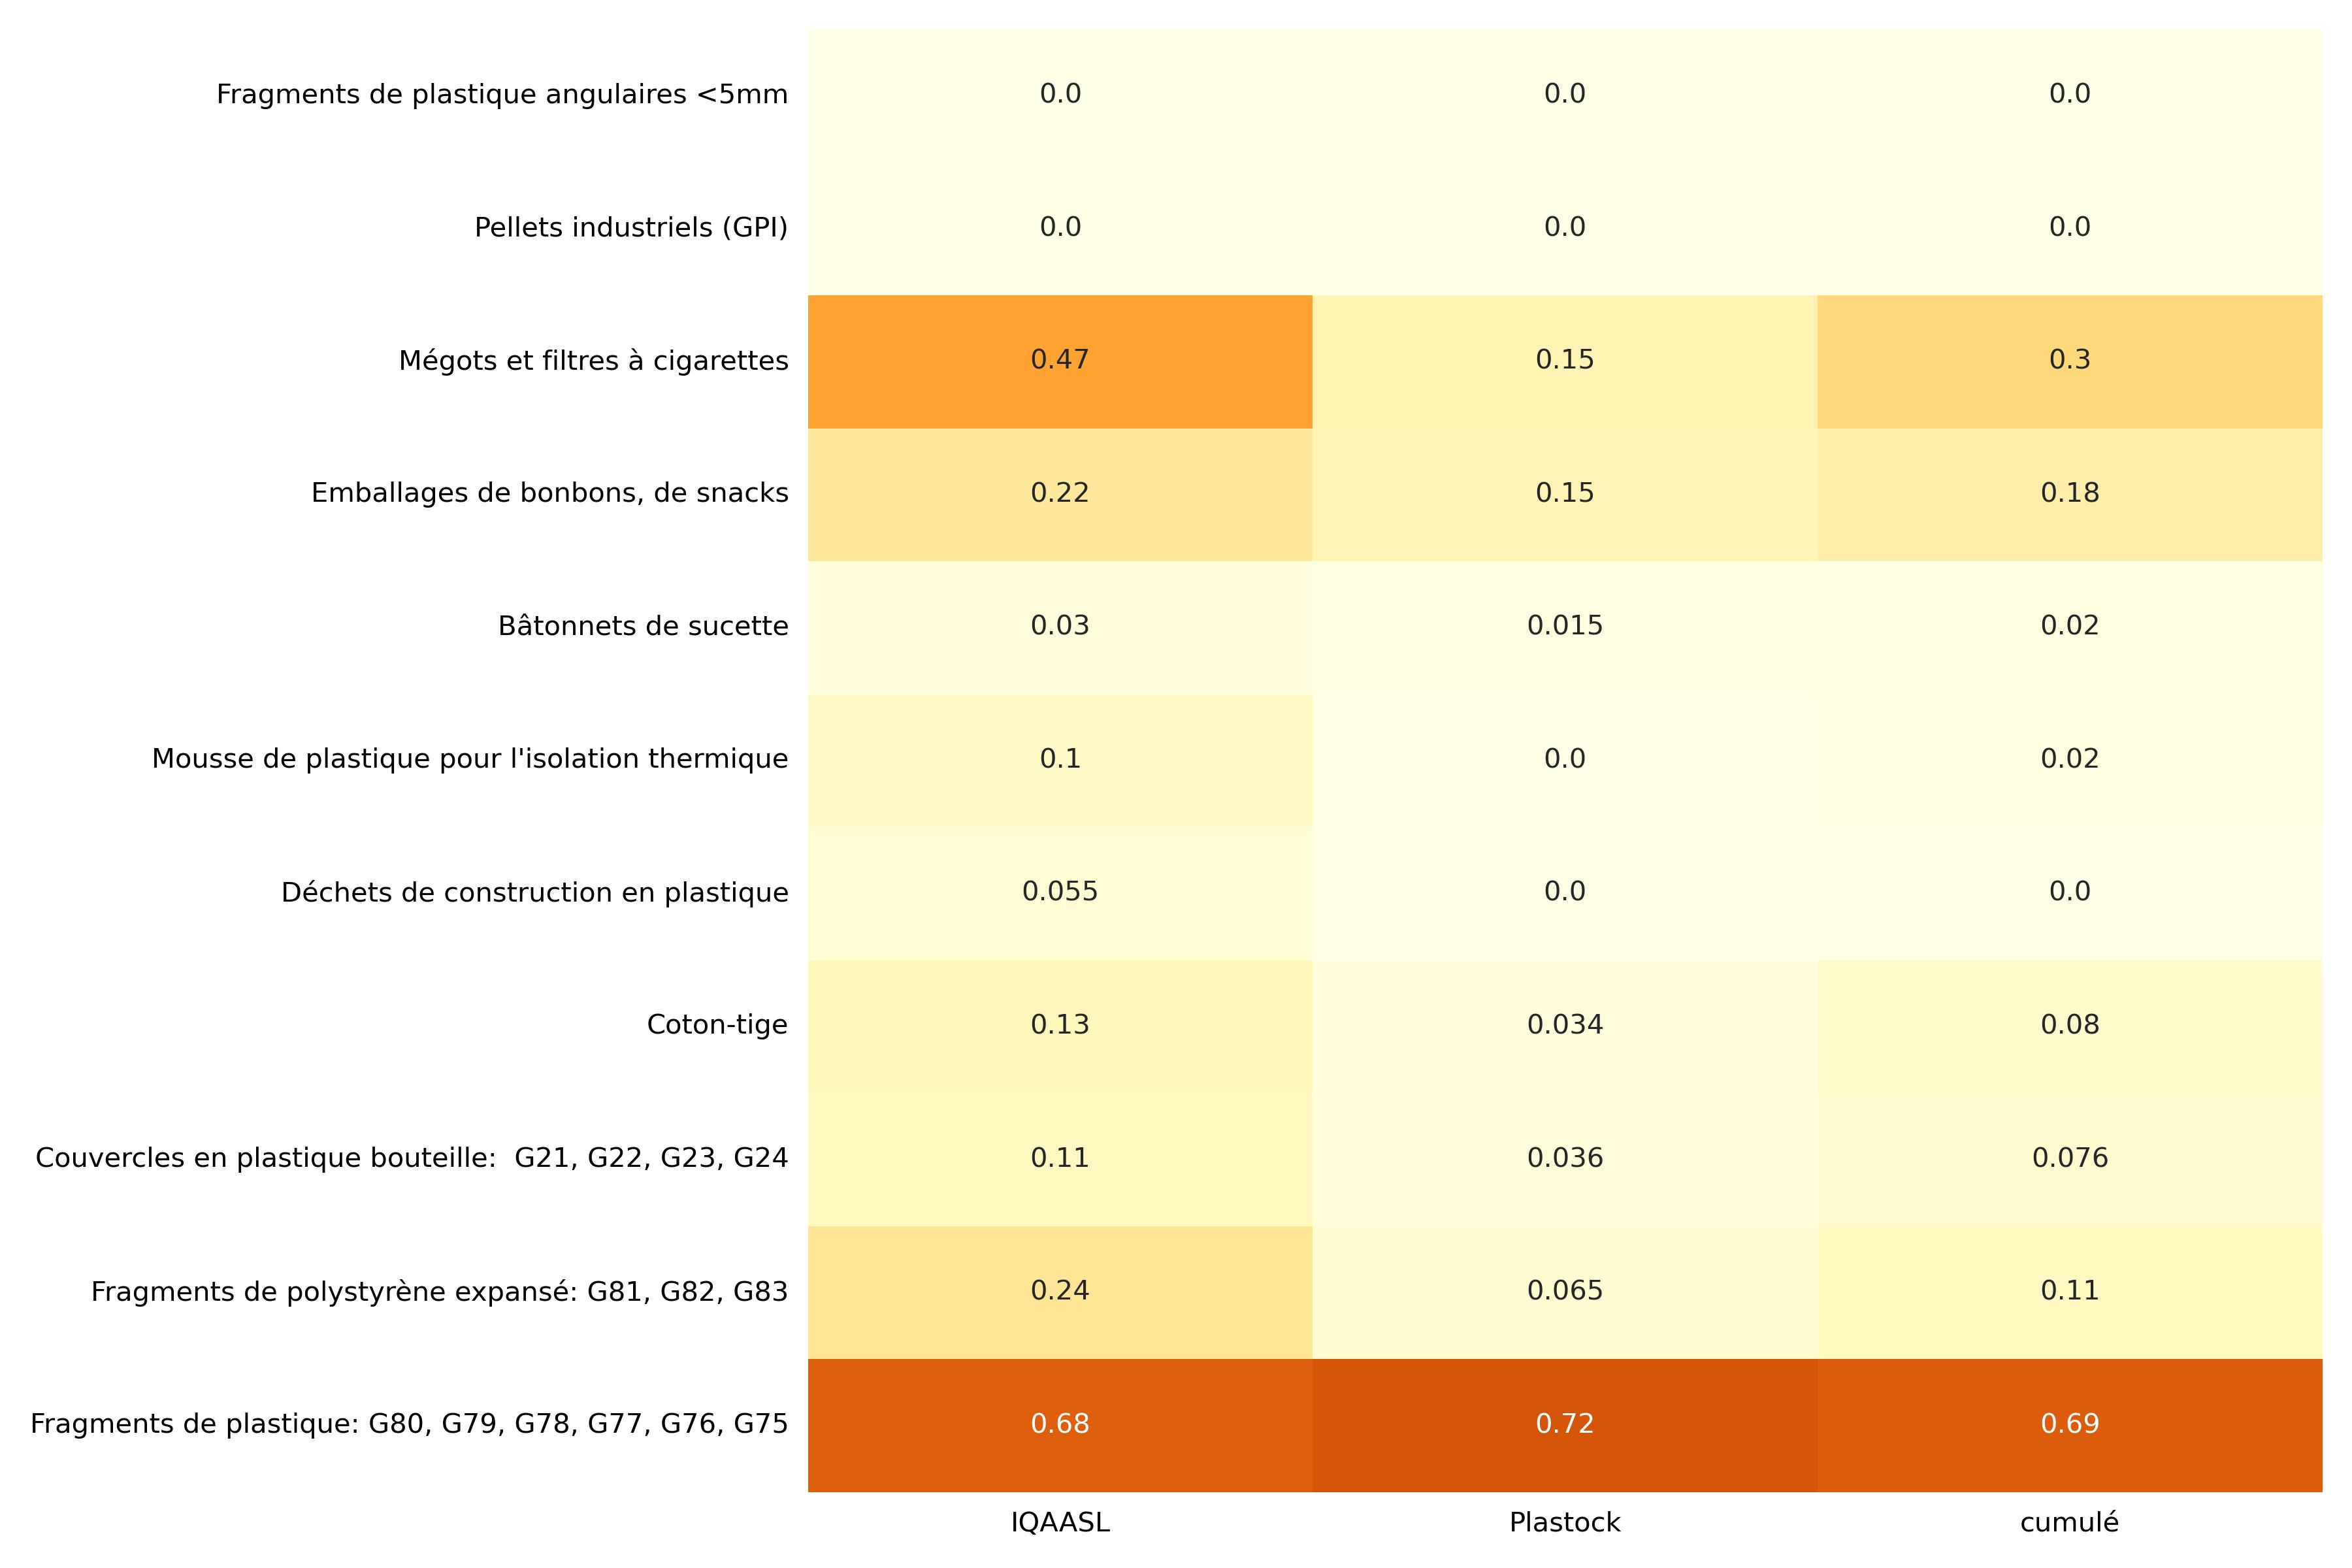 Fragments de plastique angulaires <5mm 0.0 0.0 0.0
Pellets industriels (GPI) 0.0 0.0 0.0
Mégots et filtres à cigarettes 0.47 0.15 0.3
Emballages de bonbons, de snacks 0.22 0.15 0.18
Bâtonnets de sucette 0.03 0.015 0.02
Mousse de plastique pour l'isolation thermique 0.1 0.0 0.02
Déchets de construction en plastique 0.055 0.0 0.0
Coton-tige 0.13 0.034 0.08
Couvercles en plastique bouteille:  G21, G22, G23, G24 0.11 0.036 0.076
Fragments de polystyrène expansé: G81, G82, G83 0.24 0.065 0.11
Fragments de plastique: G80, G79, G78, G77, G76, G75 0.68 0.72 0.69
IQAASL Plastock cumulé